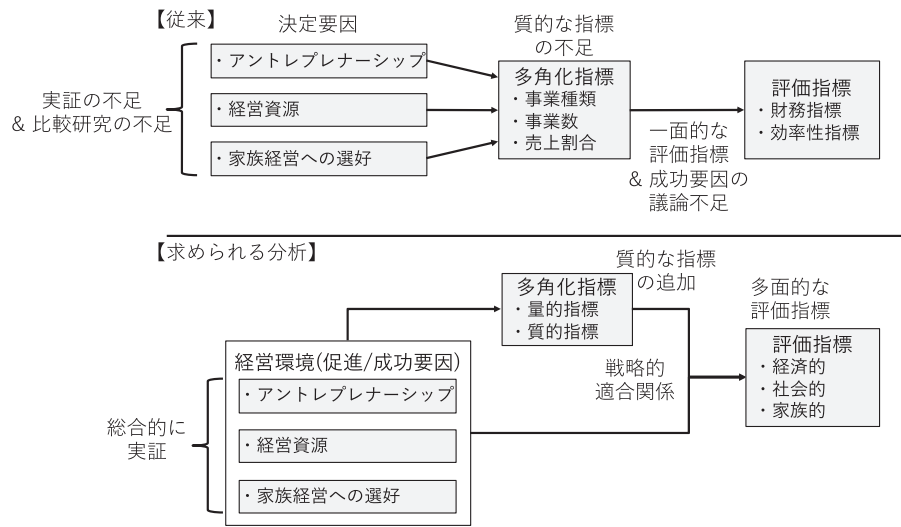 【従来】
決定要因
・アントレプレナーシップ
・経営資源
・家族経営への選好
実証の不足
& 比較研究の不足
質的な指標
の不足
多角化指標
・事業種類
・事業数
・売上割合
一面的な
評価指標
& 成功要因の
議論不足
評価指標
・財務指標
・効率性指標
【求められる分析】
経営環境(促進/成功要因)
・アントレプレナーシップ
・経営資源
・家族経営への選好
総合的に
実証
質的な指標
の追加
多角化指標
・量的指標
・質的指標
戦略的
適合関係
多面的な
評価指標
評価指標
・経済的
・社会的
・家族的